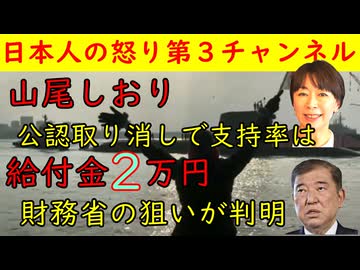 日本人の怒り第３チャンネル
山尾しおり
公認取り消しで支持率は
給付金２万円
財務省の狙いが判明